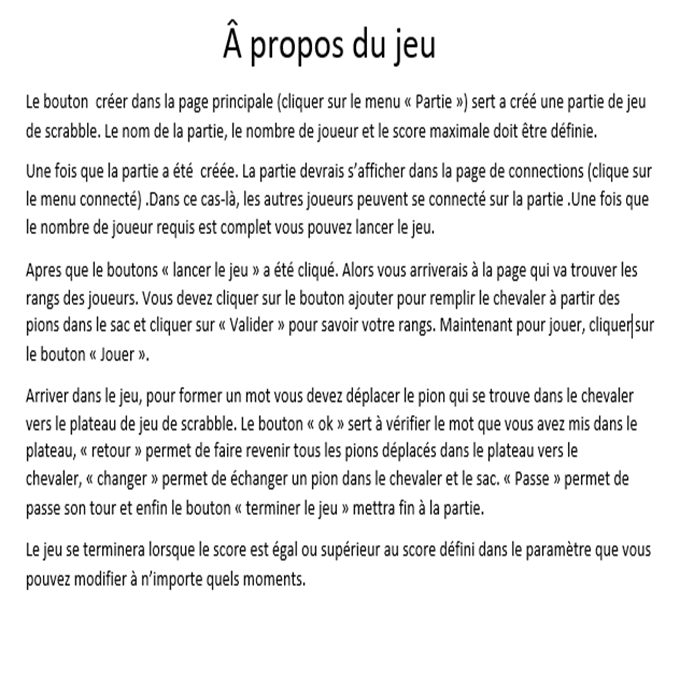 Â propos du jeu
Le bouton  créer dans la page principale (cliquer sur le menu « Partie ») sert a créé une partie de jeu
de scrabble. Le nom de la partie, le nombre de joueur et le score maximale doit être définie.
Une fois que la partie a été  créée. La partie devrais s’afficher dans la page de connections (clique sur
le menu connecté) .Dans ce cas-là, les autres joueurs peuvent se connecté sur la partie .Une fois que
le nombre de joueur requis est complet vous pouvez lancer le jeu.
Apres que le boutons « lancer le jeu » a été cliqué. Alors vous arriverais à la page qui va trouver les
rangs des joueurs. Vous devez cliquer sur le bouton ajouter pour remplir le chevaler à partir des
pions dans le sac et cliquer sur « Valider » pour savoir votre rangs. Maintenant pour jouer, cliquer sur
le bouton « Jouer ».
Arriver dans le jeu, pour former un mot vous devez déplacer le pion qui se trouve dans le chevaler
vers le plateau de jeu de scrabble. Le bouton « ok » sert à vérifier le mot que vous avez mis dans le
plateau, « retour » permet de faire revenir tous les pions déplacés dans le plateau vers le
chevaler, « changer » permet de échanger un pion dans le chevaler et le sac. « Passe » permet de
passe son tour et enfin le bouton « terminer le jeu » mettra fin à la partie.
Le jeu se terminera lorsque le score est égal ou supérieur au score défini dans le paramètre que vous
pouvez modifier à n’importe quels moments.